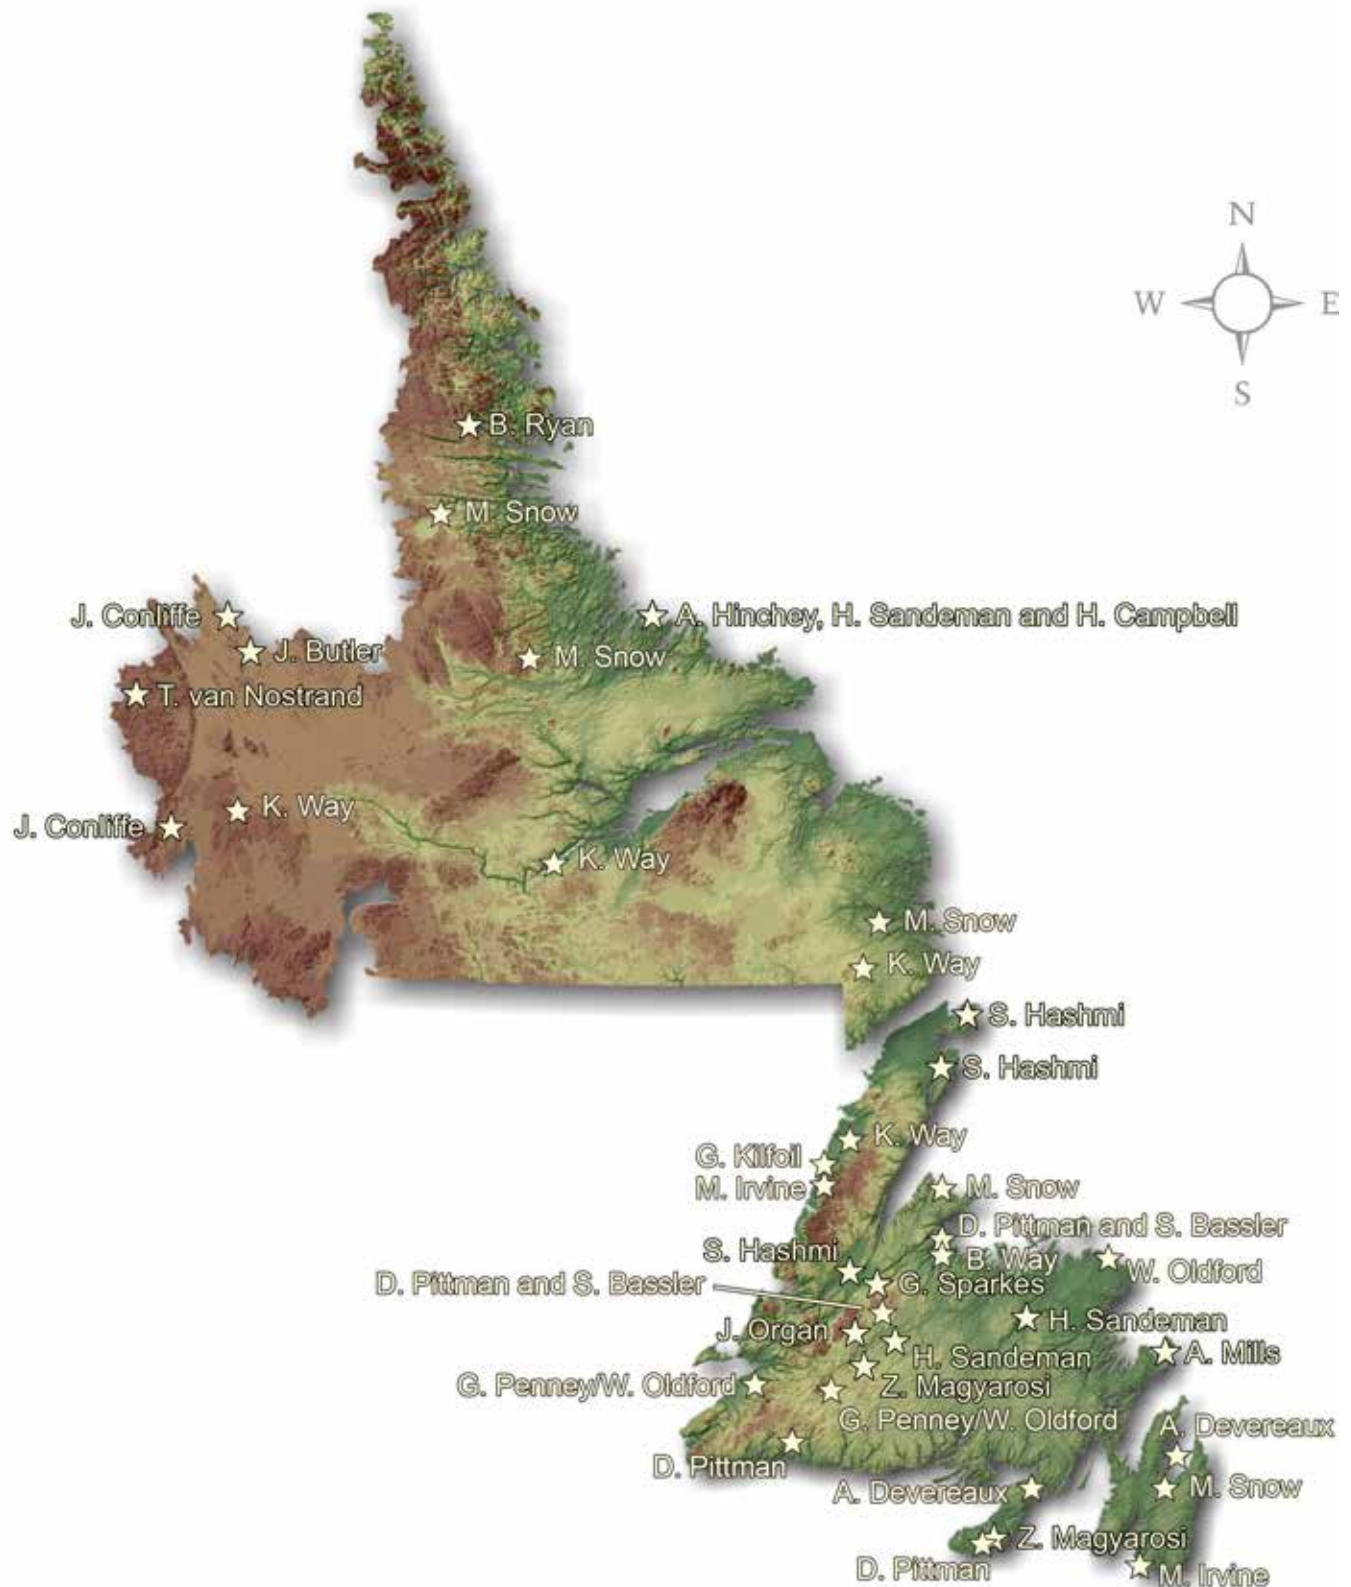 N
W E
S
B. Ryan
M. Snow
J. Conliffe
A. Hinchey, H. Sandeman and H. Campbell
J. Butler
M. Snow
T. van Nostrand
K. Way
J. Conliffe
K. Way
M. Snow
K. Way
S. Hashmi
S. Hashmi
K. Way
G. Kilfoil
M. Irvine
M. Snow
D. Pittman and S. Bassler
S. Hashmi
B. Way
W. Oldford
D. Pittman and S. Bassler
G. Sparkes
H. Sandeman
J. Organ
A. Mills
H. Sandeman
G. Penney/W. Oldford
Z. Magyarosi
G. Penney/W. Oldford
A. Devereaux
D. Pittman
M. Snow
A. Devereaux
Z. Magyarosi
D. Pittman
M. Irvine